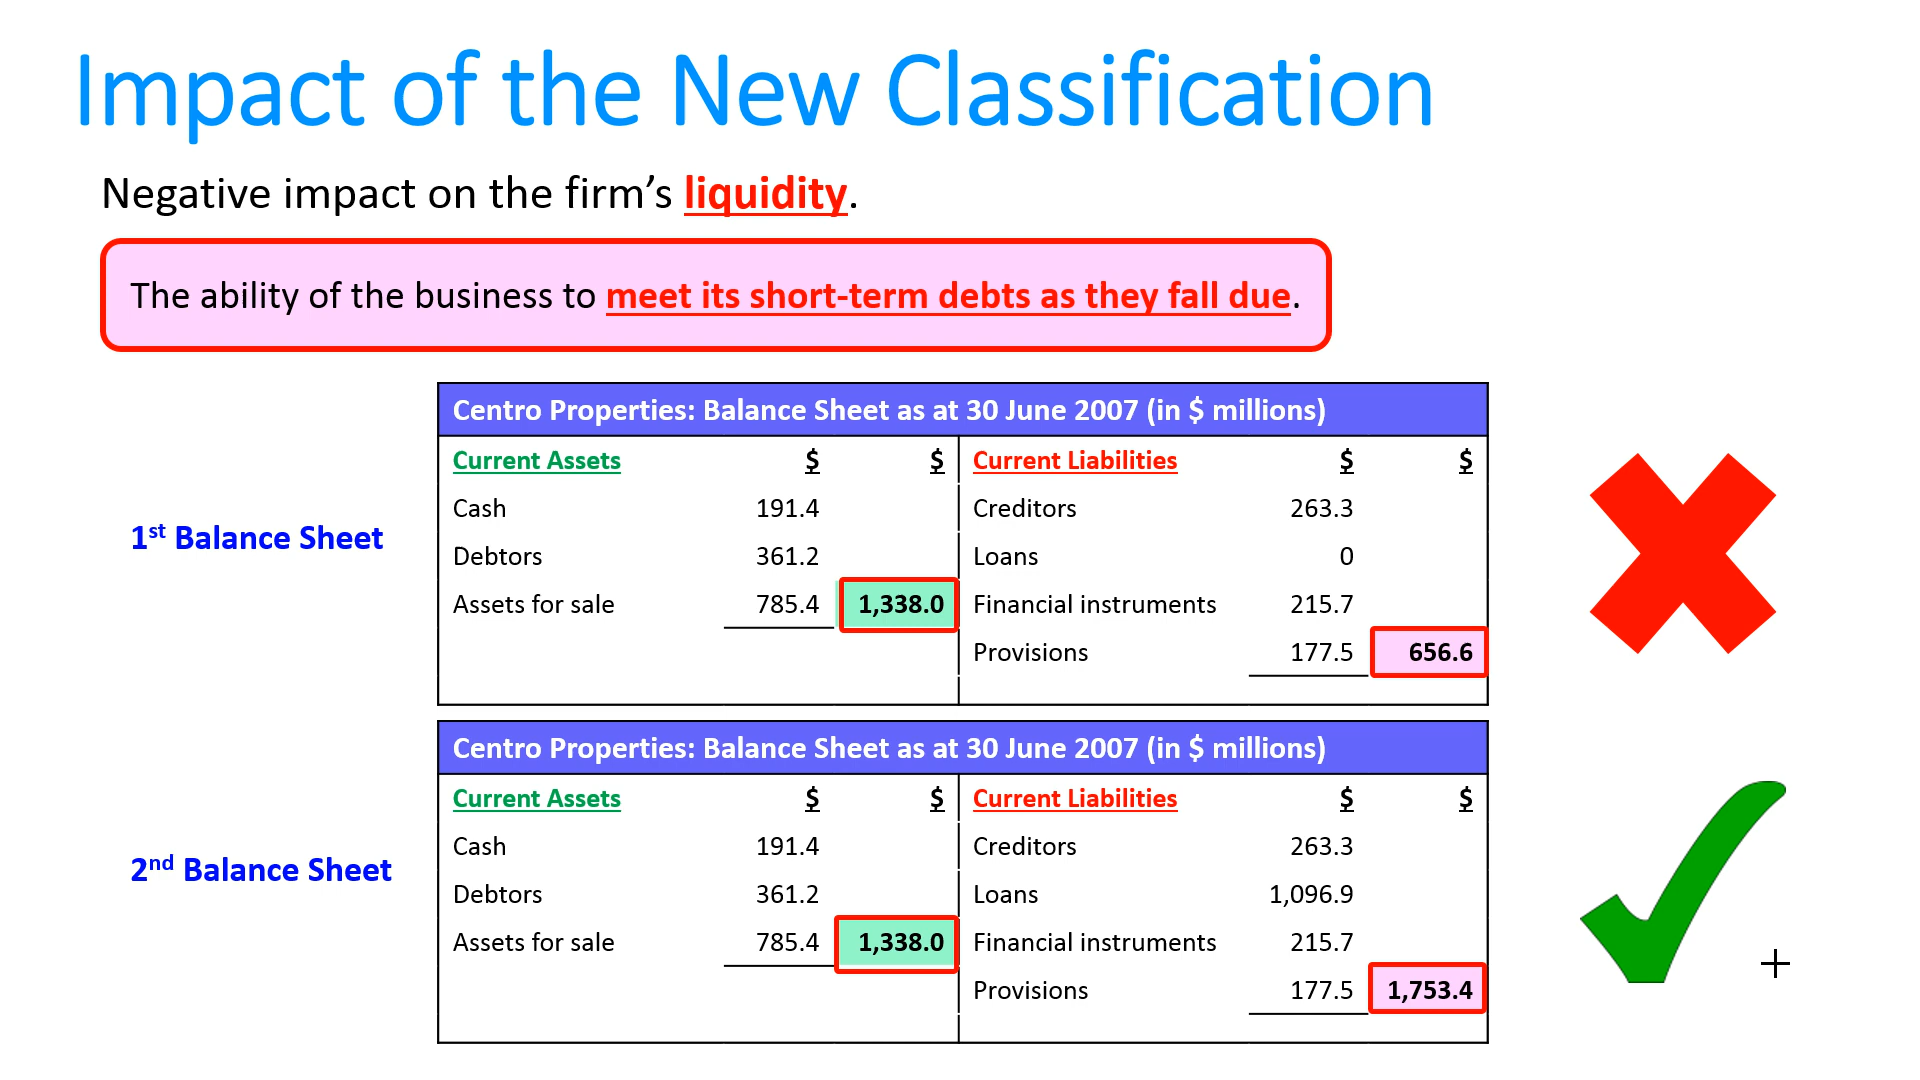 Impact of the New Classification
Negative impact on the firm’s liquidity.
The ability of the business to meet its short-term debts as they fall due.
1st Balance Sheet
Centro Properties: Balance Sheet as at 30 June 2007 (in $ millions)
Current Assets $ $ Current Liabilities $ $
Cash 191.4 Creditors 263.3
Debtors 361.2 Loans 0
Assets for sale 785.4 1,338.0 Financial instruments 215.7
Provisions 177.5 656.6
2nd Balance Sheet
Centro Properties: Balance Sheet as at 30 June 2007 (in $ millions)
Current Assets $ $ Current Liabilities $ $
Cash 191.4 Creditors 263.3
Debtors 361.2 Loans 1,096.9
Assets for sale 785.4 1,338.0 Financial instruments 215.7
Provisions 177.5 1,753.4